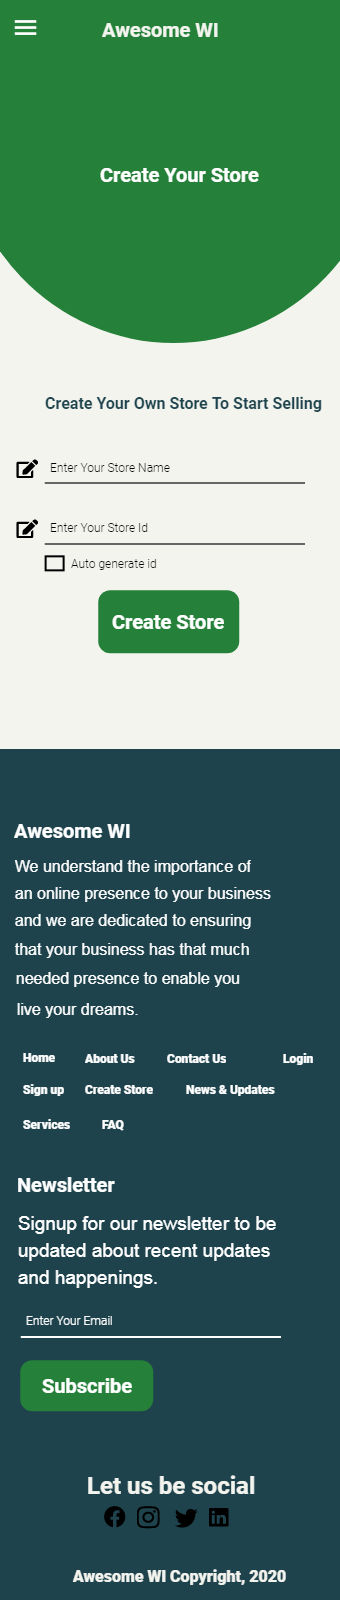 Awesome WI
Create Your Store
Create Your Own Store To Start Selling
Enter Your Store Name
Enter Your Store Id
Auto generate id
Create Store
Awesome WI
We understand the importance of
an online presence to your business
and we are dedicated to ensuring
that your business has that much
needed presence to enable you
live your dreams.
Home About Us Contact Us Login
Sign up Create Store News & Updates
Services FAQ
Newsletter
Signup for our newsletter to be
updated about recent updates
and happenings.
Enter Your Email
Subscribe
Let us be social
Awesome WI Copyright, 2020